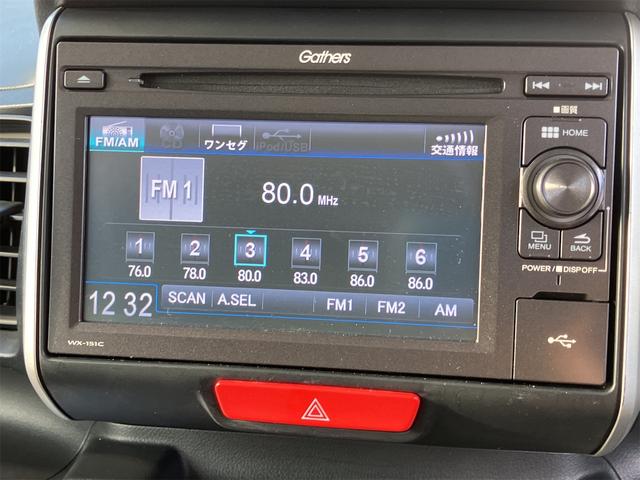 Gathers
■画質
FM/AM CD ワンセグ iPod/USB 交通情報
HOME
FM 1 80.0 MHz
1 2 3 4 5 6
76.0 78.0 80.0 83.0 86.0 86.0
MENU BACK
POWER/■DISP OFF
12 32 SCAN A.SEL FM1 FM2 AM
WX-151C